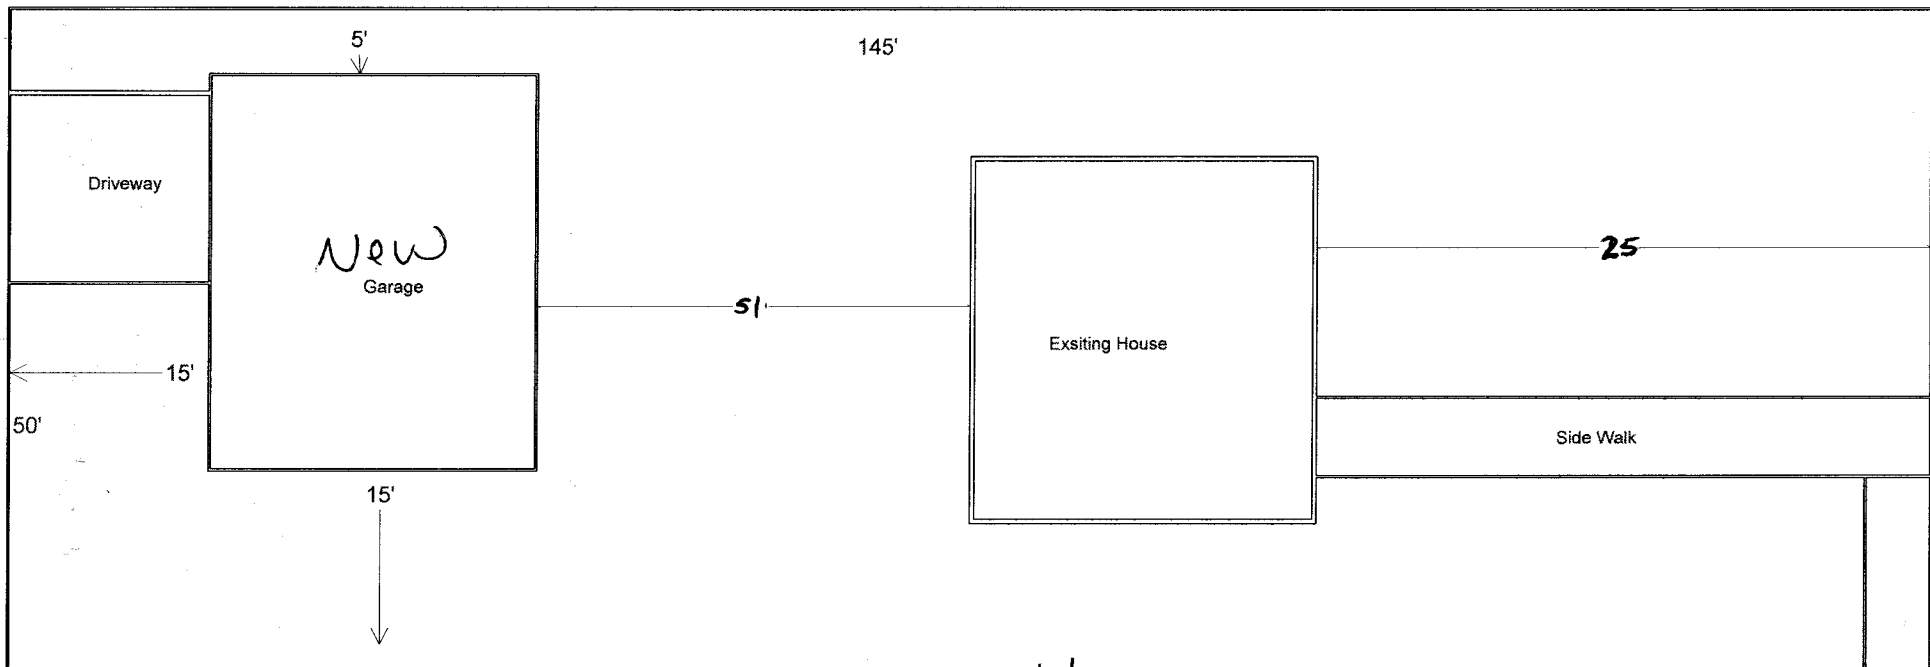 5'
145'
Driveway
New
Garage
25
51'
Exsiting House
15'
50'
Side Walk
15'